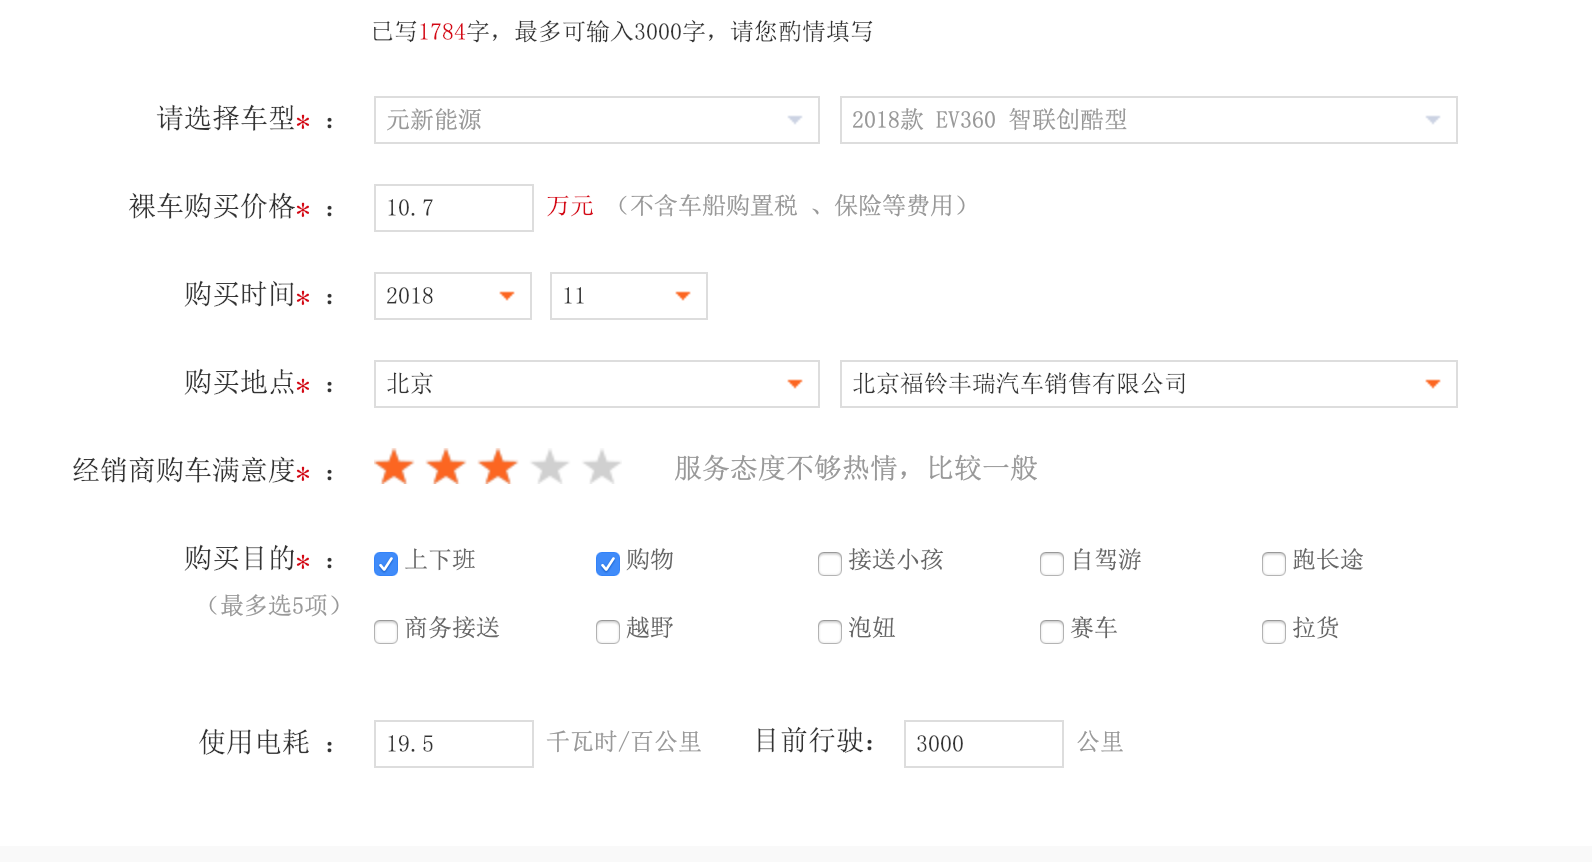 已写1784字，最多可输入3000字，请您酌情填写
请选择车型* ： 元新能源 2018款 EV360 智联创酷型
裸车购买价格* ： 10.7 万元 （不含车船购置税 、保险等费用）
购买时间* ： 2018 11
购买地点* ： 北京 北京福铃丰瑞汽车销售有限公司
经销商购车满意度* ： 服务态度不够热情，比较一般
购买目的* ： 上下班 购物 接送小孩 自驾游 跑长途
（最多选5项）
商务接送 越野 泡妞 赛车 拉货
使用电耗 ： 19.5 千瓦时/百公里 目前行驶： 3000 公里